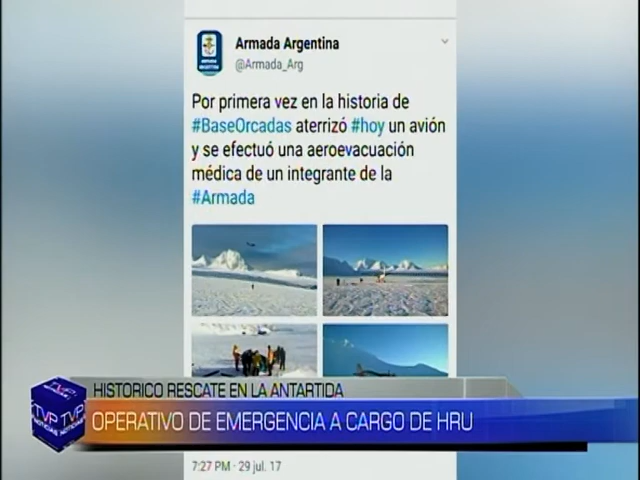 Armada Argentina
@Armada_Arg
Por primera vez en la historia de
#BaseOrcadas aterrizó #hoy un avión
y se efectuó una aeroevacuación
médica de un integrante de la
#Armada
HISTORICO RESCATE EN LA ANTARTIDA
OPERATIVO DE EMERGENCIA A CARGO DE HRU
TVP
NOTICIAS
7:27 PM · 29 jul. 17